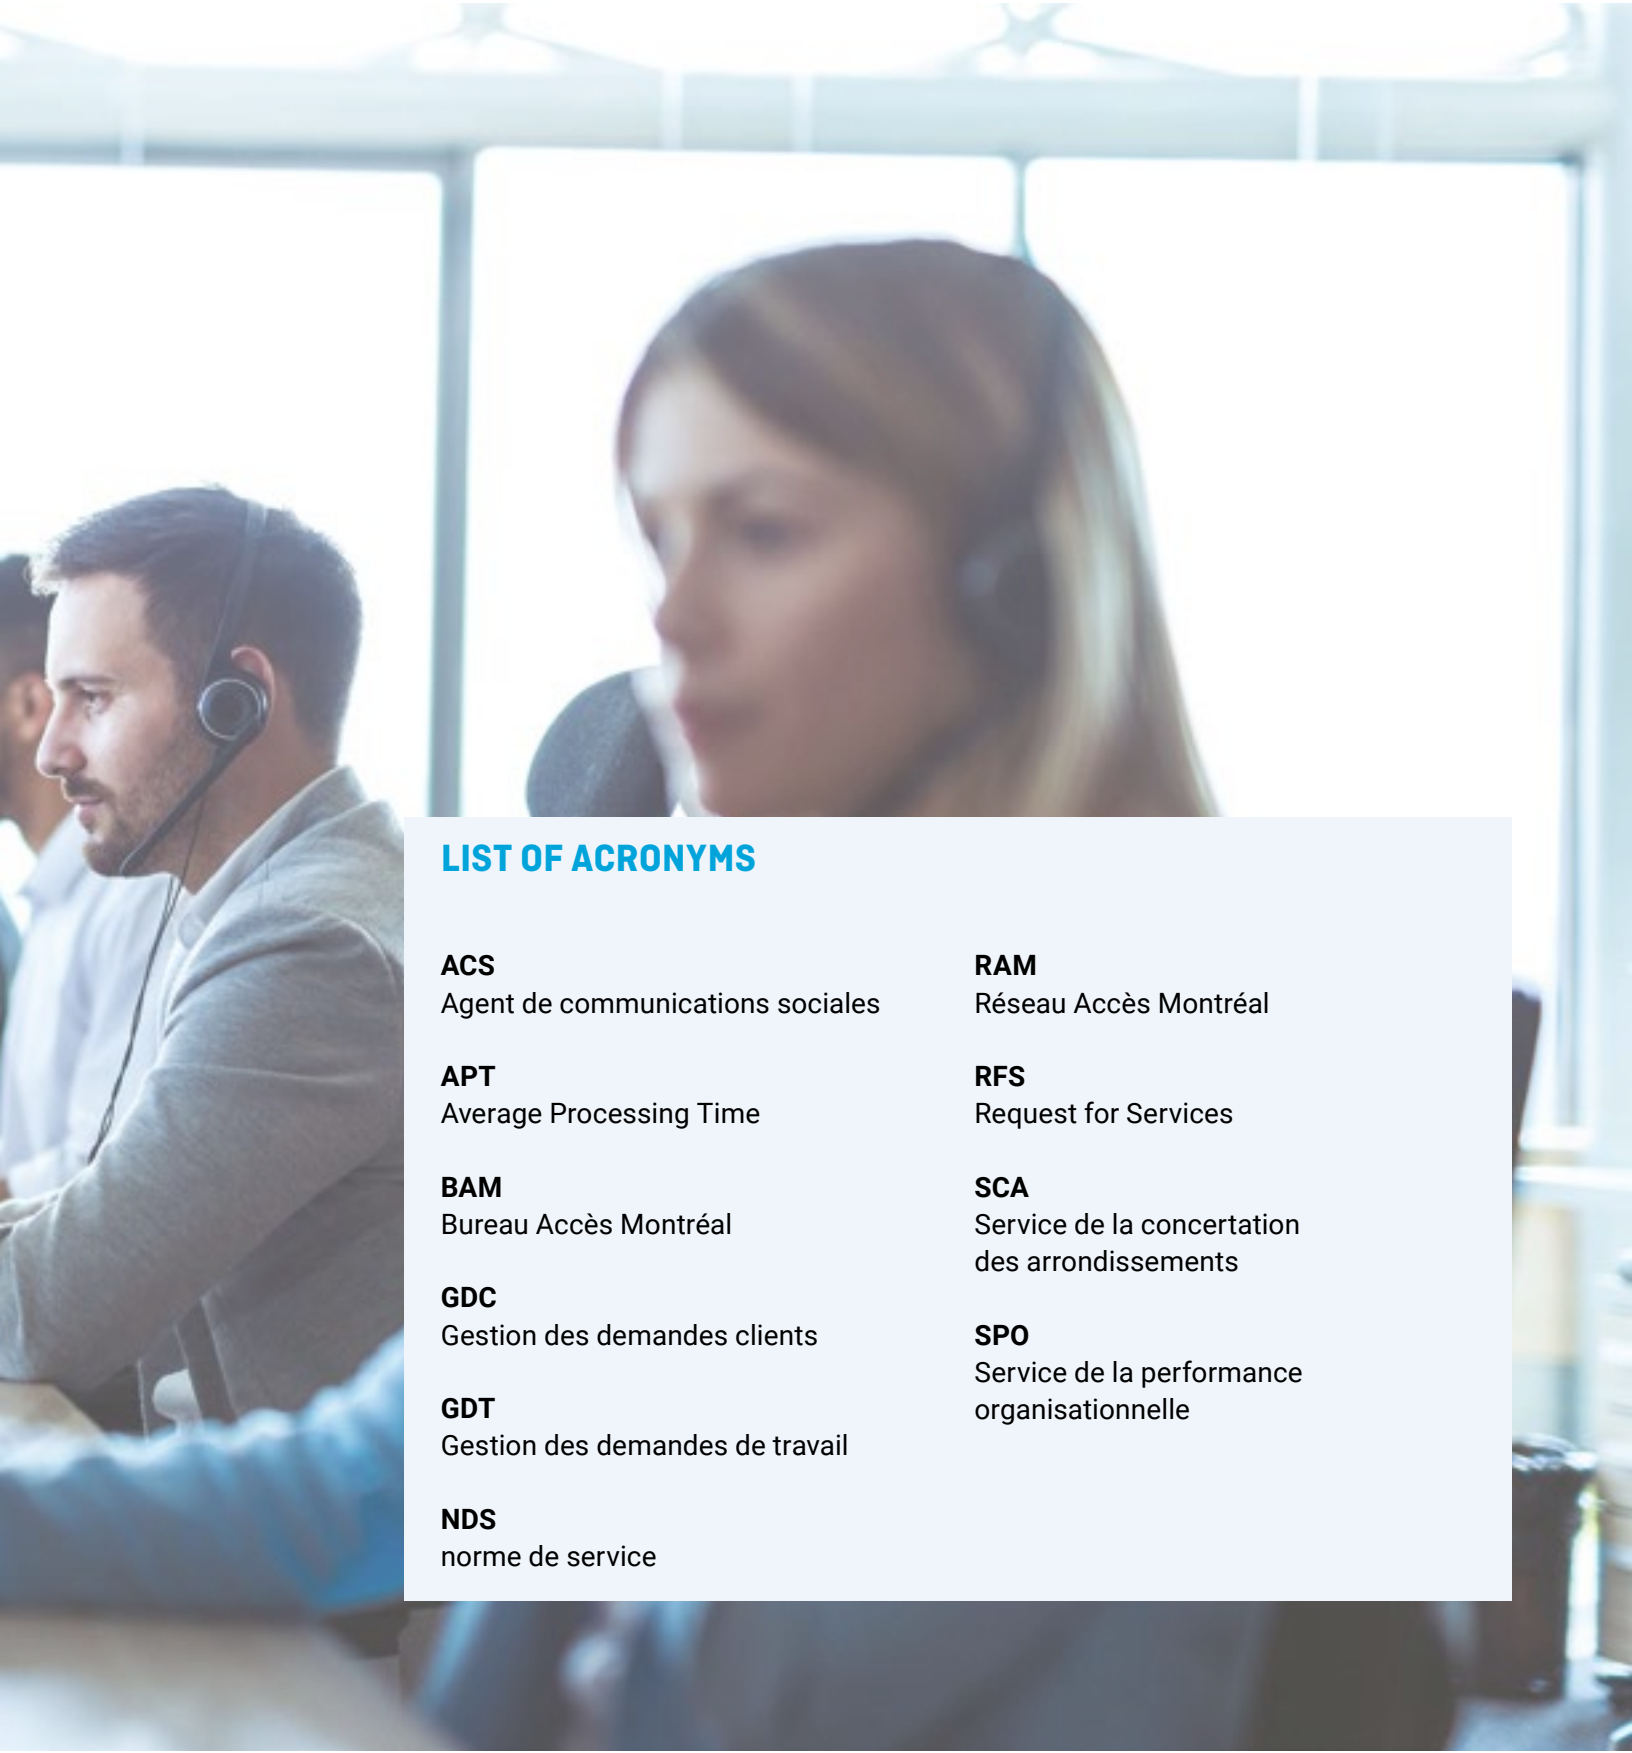 LIST OF ACRONYMS
ACS
Agent de communications sociales
APT
Average Processing Time
BAM
Bureau Accès Montréal
GDC
Gestion des demandes clients
GDT
Gestion des demandes de travail
NDS
norme de service
RAM
Réseau Accès Montréal
RFS
Request for Services
SCA
Service de la concertation
des arrondissements
SPO
Service de la performance
organisationnelle